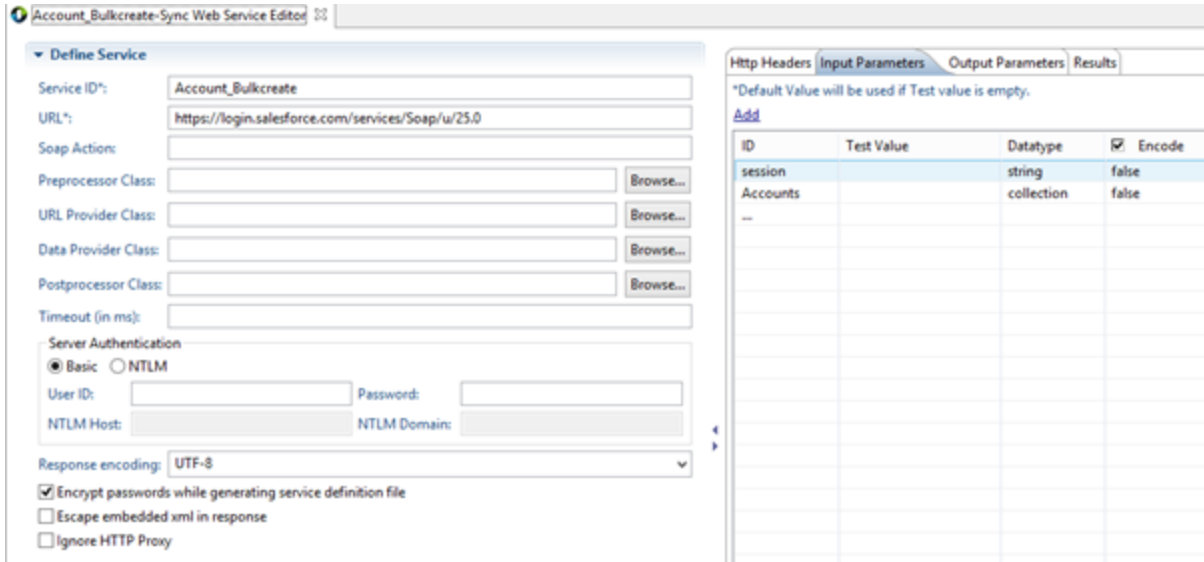 Account_Bulkcreate-Sync Web Service Editor
Define Service
Service ID*: Account_Bulkcreate
URL*: https://login.salesforce.com/services/Soap/u/25.0
Soap Action:
Preprocessor Class: Browse...
URL Provider Class: Browse...
Data Provider Class: Browse...
Postprocessor Class: Browse...
Timeout (in ms):
Server Authentication
Basic NTLM
User ID: Password:
NTLM Host: NTLM Domain:
Response encoding: UTF-8
Encrypt passwords while generating service definition file
Escape embedded xml in response
Ignore HTTP Proxy
Http Headers Input Parameters Output Parameters Results
*Default Value will be used if Test value is empty.
Add
ID Test Value Datatype Encode
session string false
Accounts collection false
...